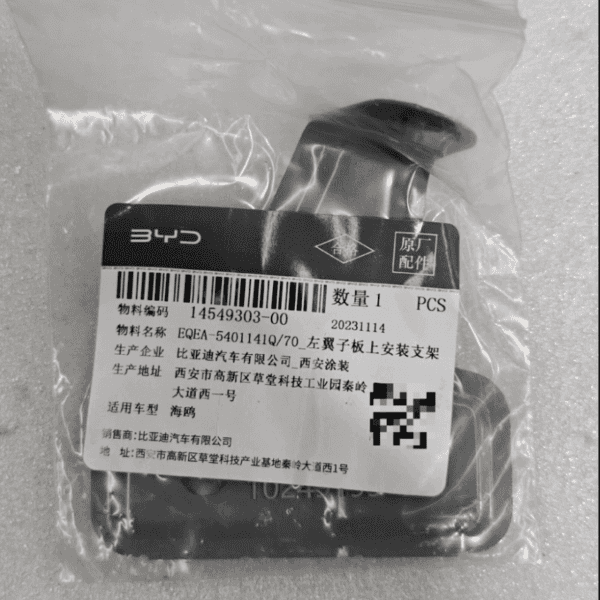 BYD
合格
原厂
配件
数量 1 PCS
物料编码 14549303-00
20231114
物料名称 EQEA-5401141Q/70_左翼子板上安装支架
生产企业 比亚迪汽车有限公司_西安涂装
生产地址 西安市高新区草堂科技工业园秦岭
大道西一号
适用车型 海鸥
销售商:比亚迪汽车有限公司
地 址:西安市高新区草堂科技产业基地秦岭大道西1号